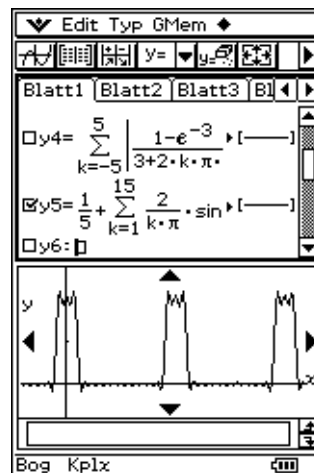 Edit Typ GMem ◆
y=
Blatt1 Blatt2 Blatt3 Bl
5
□y4= Σ | 1-e^-3 / 3+2·k·π· ▸[——]
k=-5
15
☑y5= 1/5 + Σ 2/k·π · sin ▸[——]
k=1
□y6:
y
x
Bog Kplx